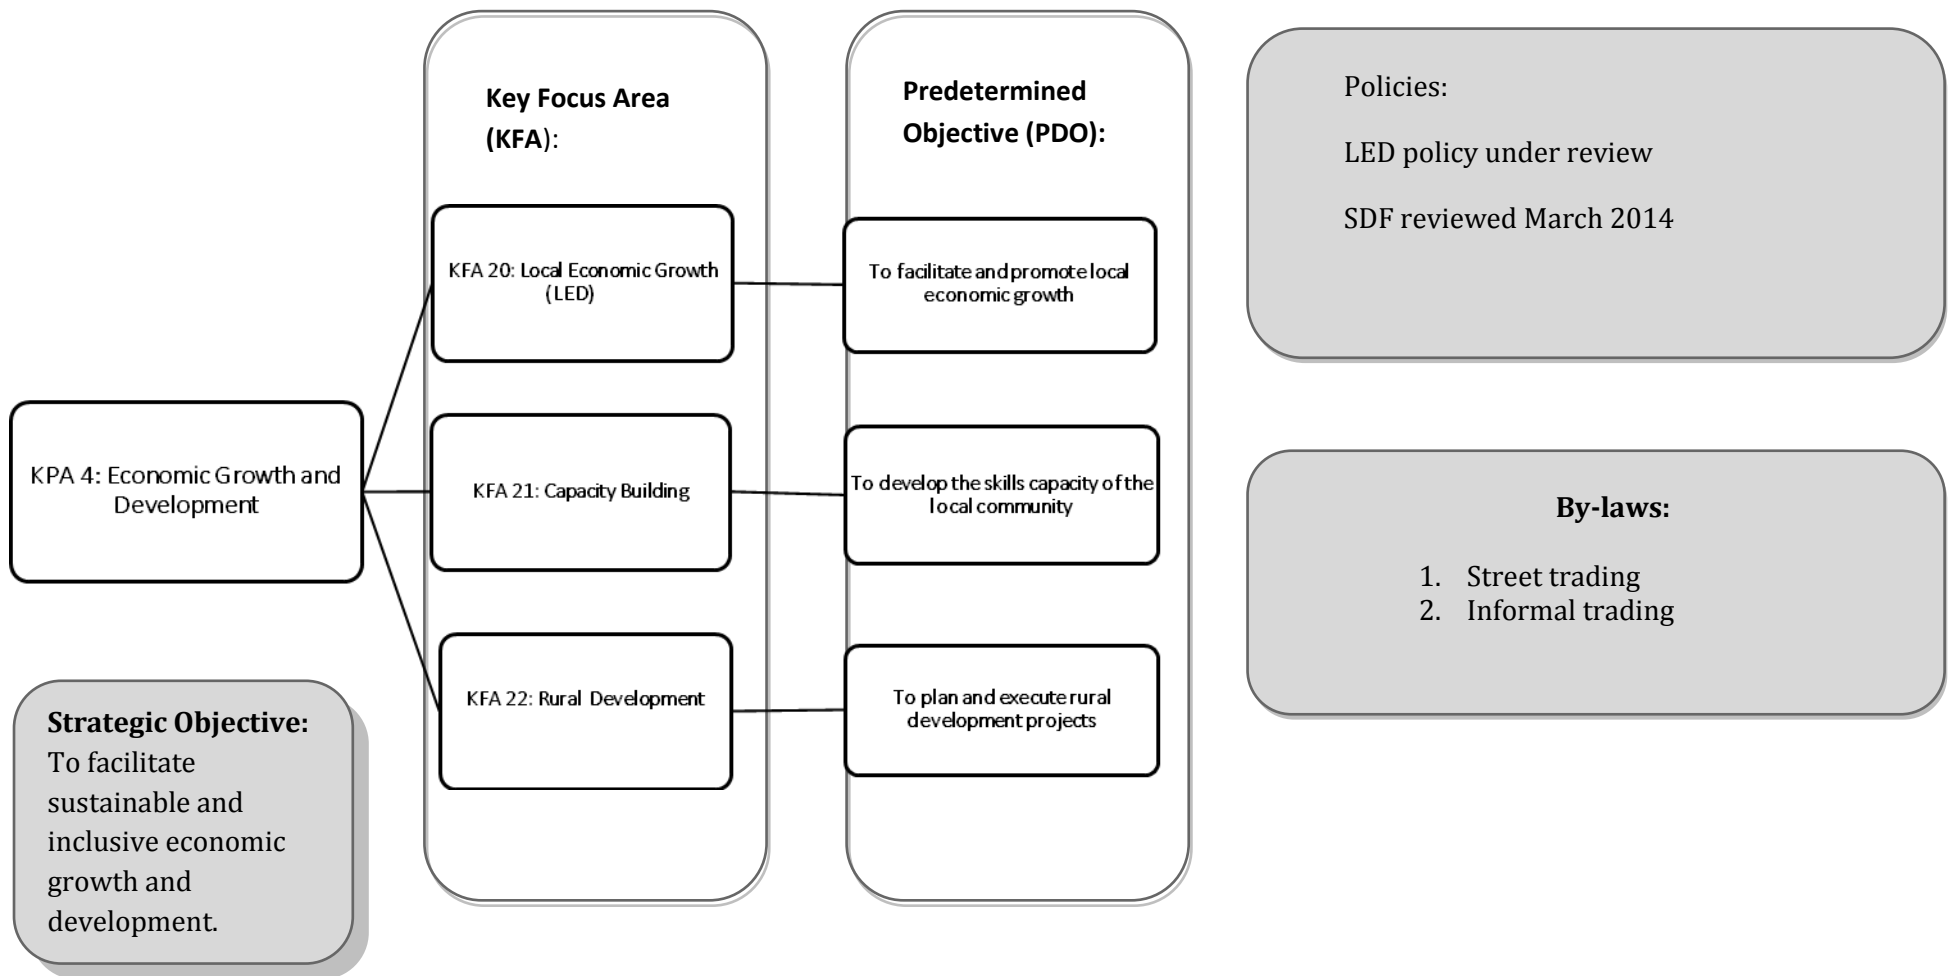 Key Focus Area
(KFA):
Predetermined
Objective (PDO):
Policies:
LED policy under review
SDF reviewed March 2014
KFA 20: Local Economic Growth
(LED)
To facilitate and promote local
economic growth
KPA 4: Economic Growth and
Development
KFA 21: Capacity Building
To develop the skills capacity of the
local community
By-laws:
1. Street trading
2. Informal trading
KFA 22: Rural Development
To plan and execute rural
development projects
Strategic Objective:
To facilitate
sustainable and
inclusive economic
growth and
development.